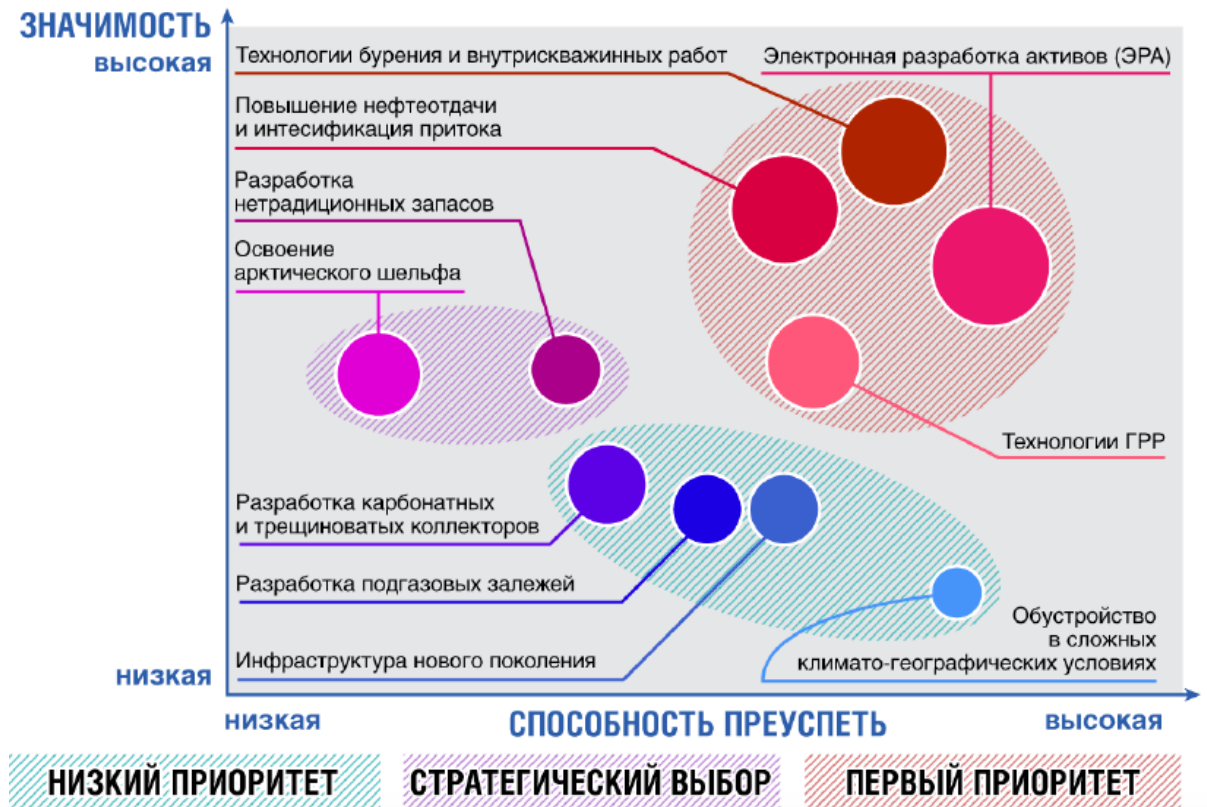 ЗНАЧИМОСТЬ
высокая
Технологии бурения и внутрискважинных работ
Электронная разработка активов (ЭРА)
Повышение нефтеотдачи
и интесификация притока
Разработка
нетрадиционных запасов
Освоение
арктического шельфа
Технологии ГРР
Разработка карбонатных
и трещиноватых коллекторов
Разработка подгазовых залежей
Инфраструктура нового поколения
Обустройство
в сложных
климато-географических условиях
низкая
низкая
СПОСОБНОСТЬ ПРЕУСПЕТЬ
высокая
НИЗКИЙ ПРИОРИТЕТ
СТРАТЕГИЧЕСКИЙ ВЫБОР
ПЕРВЫЙ ПРИОРИТЕТ